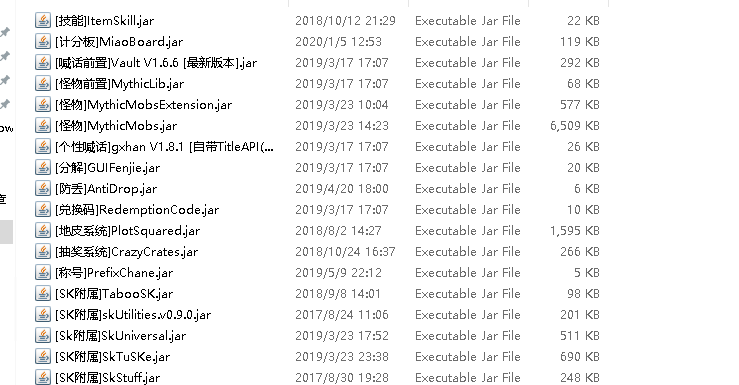 [技能]ItemSkill.jar 2018/10/12 21:29 Executable Jar File 22 KB
[计分板]MiaoBoard.jar 2020/1/5 12:53 Executable Jar File 119 KB
[喊话前置]Vault V1.6.6 [最新版本].jar 2019/3/17 17:07 Executable Jar File 292 KB
[怪物前置]MythicLib.jar 2019/3/17 17:07 Executable Jar File 68 KB
[怪物]MythicMobsExtension.jar 2019/3/23 10:04 Executable Jar File 577 KB
[怪物]MythicMobs.jar 2019/3/23 14:23 Executable Jar File 6,509 KB
[个性喊话]gxhan V1.8.1 [自带TitleAPI(... 2019/3/17 17:07 Executable Jar File 26 KB
[分解]GUIFenjie.jar 2019/3/17 17:07 Executable Jar File 20 KB
[防丢]AntiDrop.jar 2019/4/20 18:00 Executable Jar File 6 KB
[兑换码]RedemptionCode.jar 2019/3/17 17:07 Executable Jar File 10 KB
[地皮系统]PlotSquared.jar 2018/8/2 14:27 Executable Jar File 1,595 KB
[抽奖系统]CrazyCrates.jar 2018/10/24 16:37 Executable Jar File 266 KB
[称号]PrefixChane.jar 2019/5/9 22:12 Executable Jar File 5 KB
[SK附属]TabooSK.jar 2018/9/8 14:01 Executable Jar File 98 KB
[SK附属]skUtilities.v0.9.0.jar 2017/8/24 11:06 Executable Jar File 201 KB
[Sk附属]SkUniversal.jar 2019/3/23 17:52 Executable Jar File 511 KB
[SK附属]SkTuSKe.jar 2019/3/23 23:38 Executable Jar File 690 KB
[SK附属]SkStuff.jar 2017/8/30 19:28 Executable Jar File 248 KB